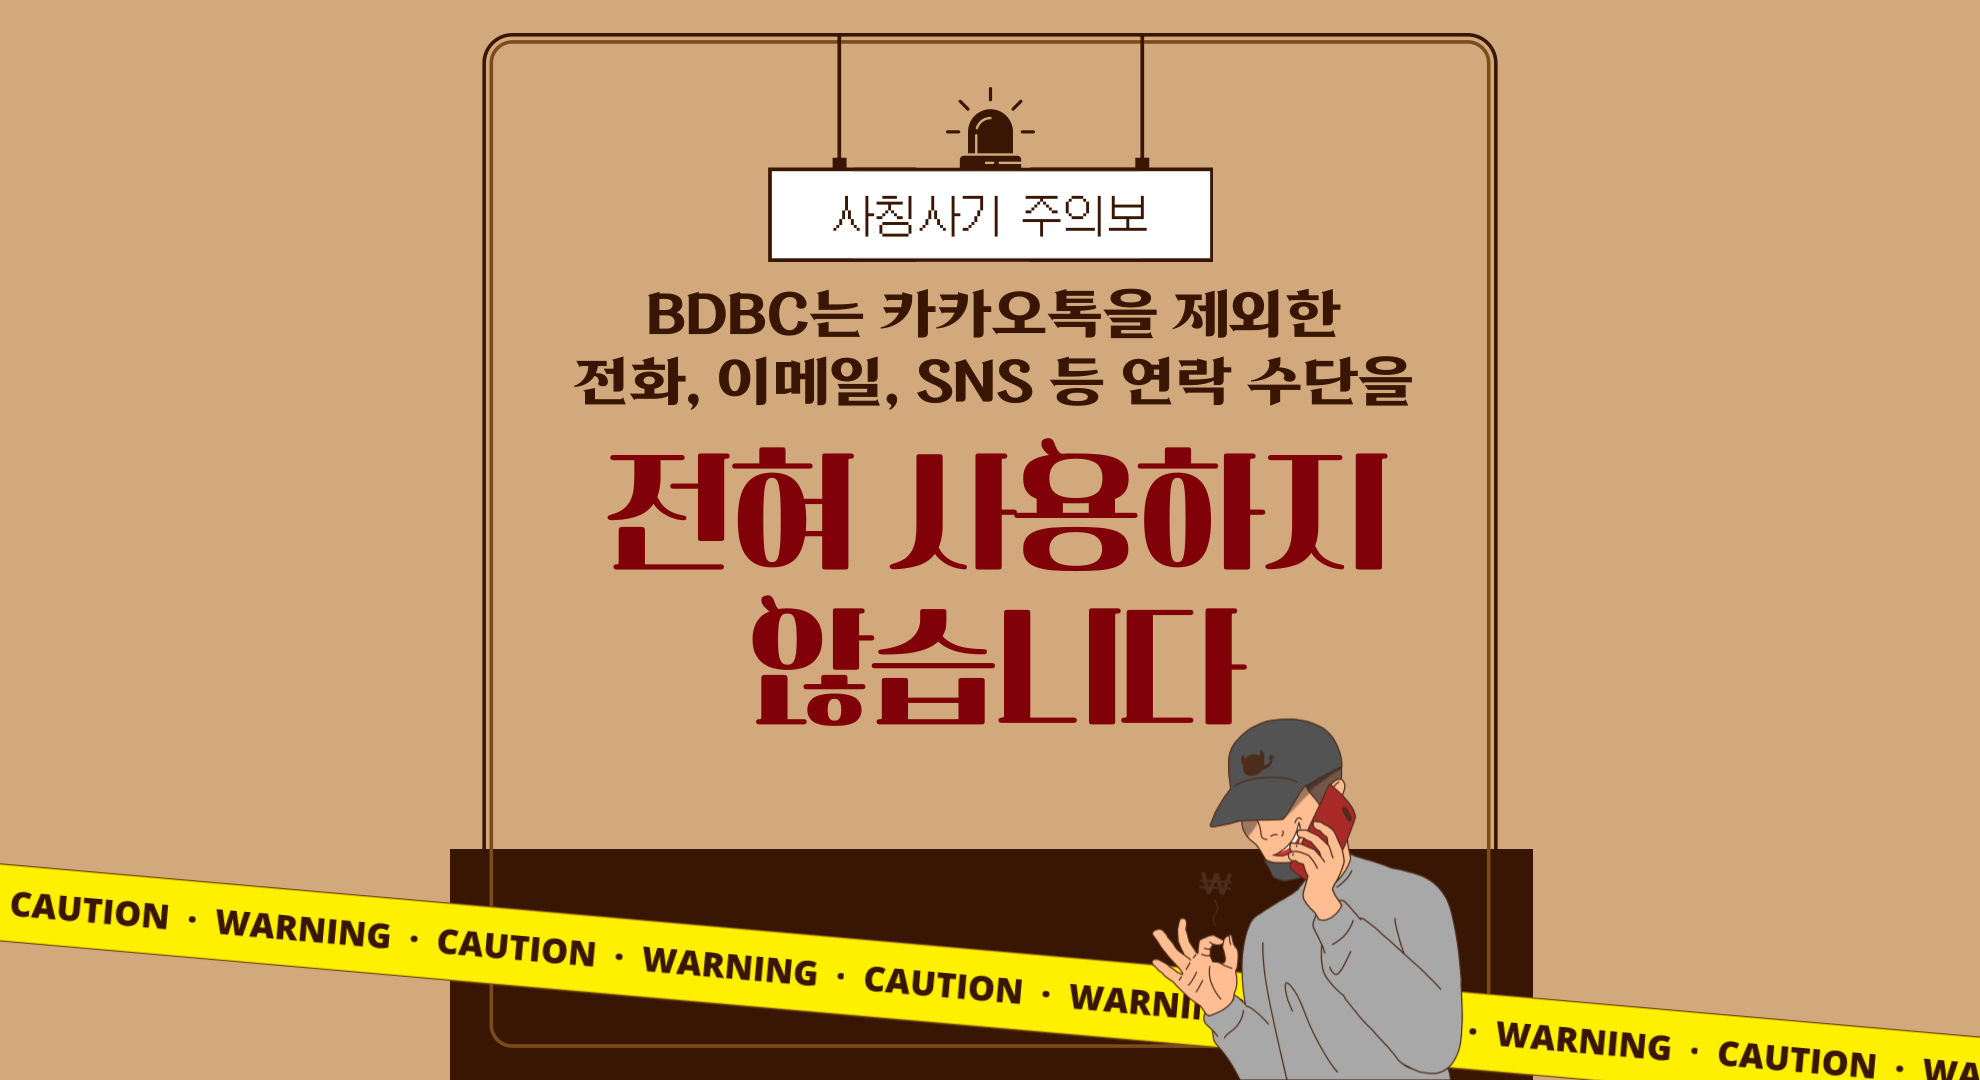 사칭사기 주의보
BDBC는 카카오톡을 제외한
전화, 이메일, SNS 등 연락 수단을
전혀 사용하지
않습니다
₩
CAUTION · WARNING · CAUTION · WARNING · CAUTION · WARNIN · WARNING · CAUTION · WA